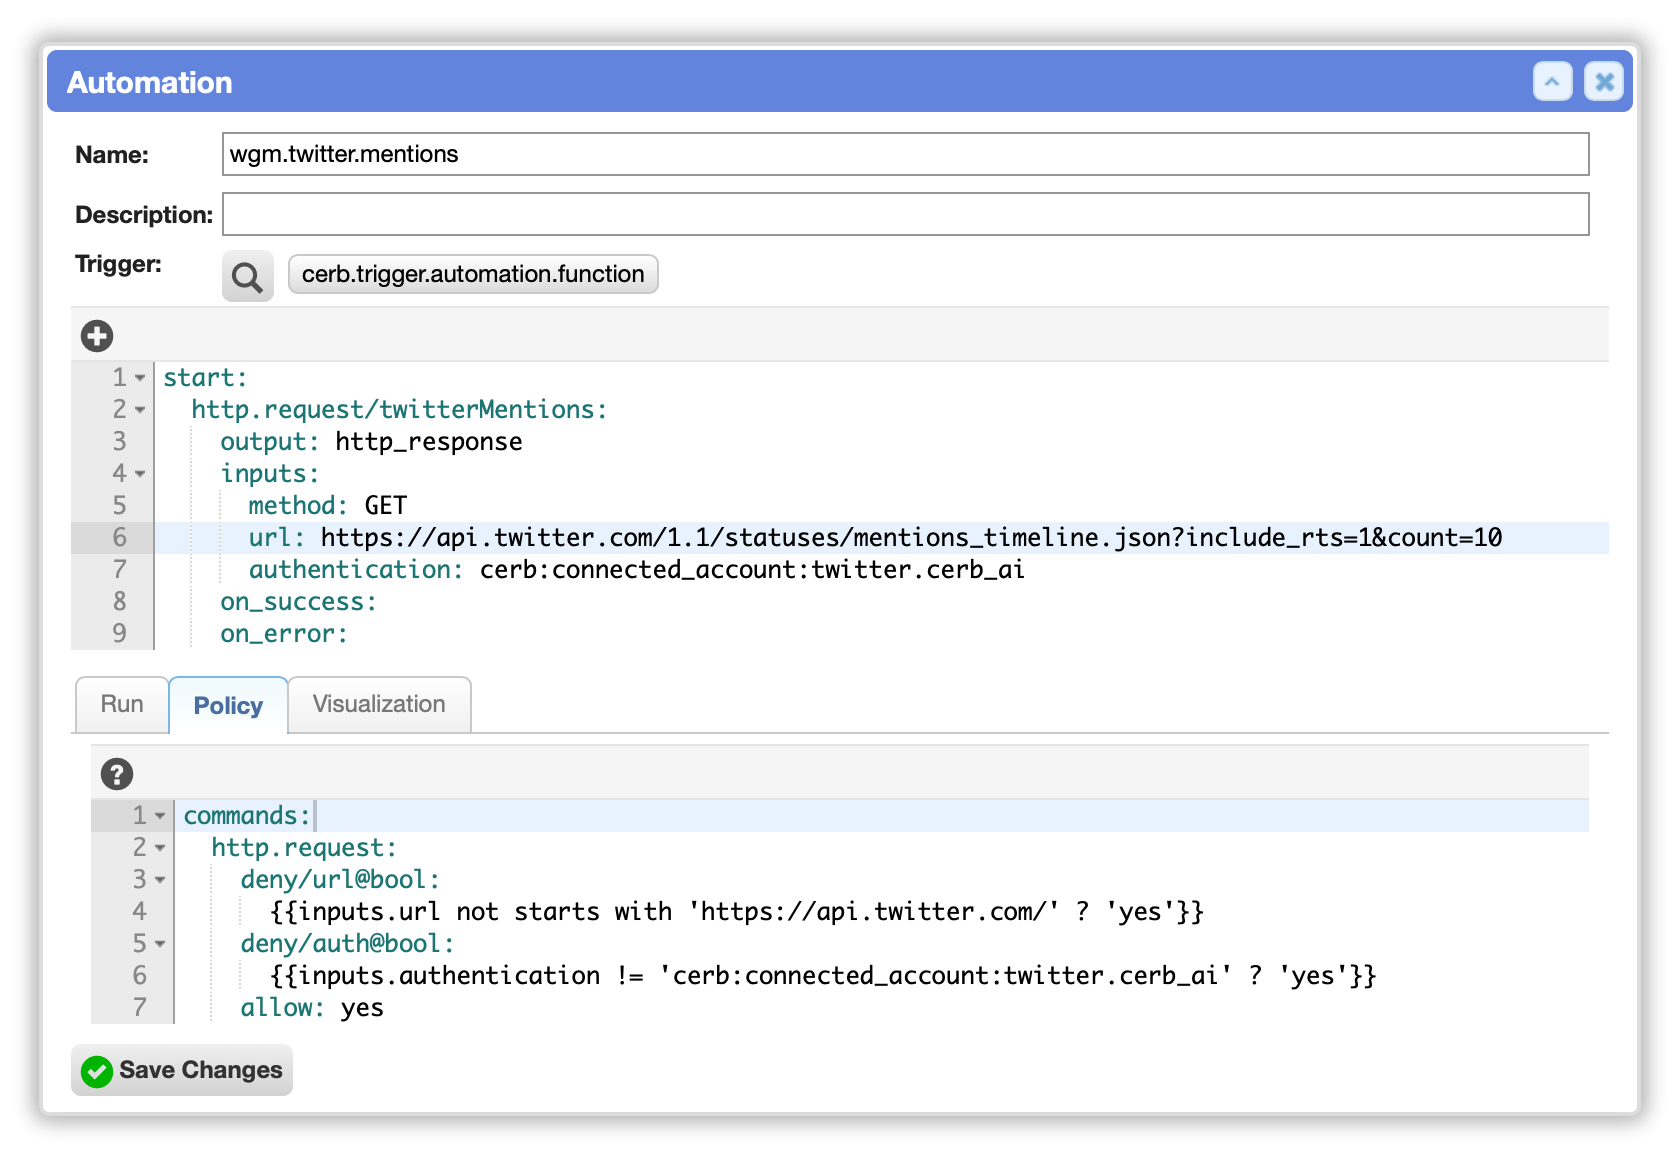 Automation
Name: wgm.twitter.mentions
Description:
Trigger: cerb.trigger.automation.function
1 start:
2   http.request/twitterMentions:
3     output: http_response
4     inputs:
5       method: GET
6       url: https://api.twitter.com/1.1/statuses/mentions_timeline.json?include_rts=1&count=10
7       authentication: cerb:connected_account:twitter.cerb_ai
8     on_success:
9     on_error:
Run Policy Visualization
?
1 commands:
2   http.request:
3     deny/url@bool:
4       {{inputs.url not starts with 'https://api.twitter.com/' ? 'yes'}}
5     deny/auth@bool:
6       {{inputs.authentication != 'cerb:connected_account:twitter.cerb_ai' ? 'yes'}}
7     allow: yes
Save Changes